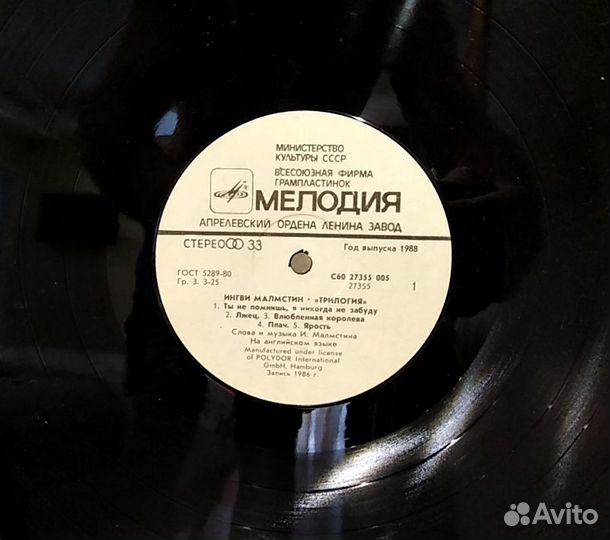 МИНИСТЕРСТВО
КУЛЬТУРЫ СССР
ВСЕСОЮЗНАЯ ФИРМА
ГРАМПЛАСТИНОК
МЕЛОДИЯ
АПРЕЛЕВСКИЙ ОРДЕНА ЛЕНИНА ЗАВОД
СТЕРЕО 33
Год выпуска 1988
ГОСТ 5289-80
Гр. 3. 3-25
С60 27355 005
27355
1
ИНГВИ МАЛМСТИН · «ТРИЛОГИЯ»
1. Ты не помнишь, я никогда не забуду
2. Лжец. 3. Влюбленная королева
4. Плач. 5. Ярость
Слова и музыка И. Малмстина
На английском языке
Manufactured under license
of POLYDOR International
GmbH, Hamburg
Запись 1986 г.
Avito